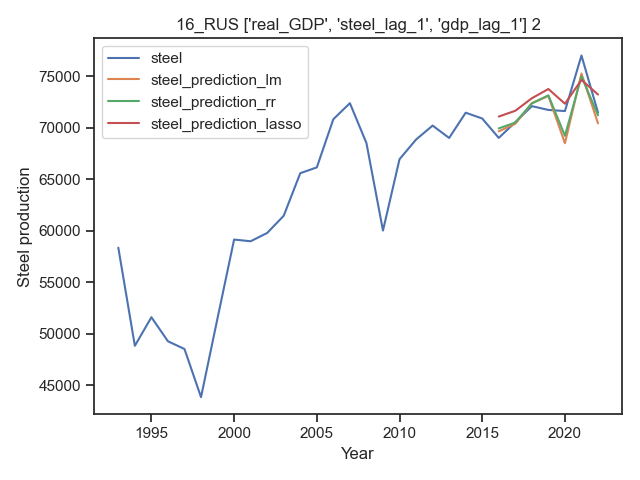 16_RUS ['real_GDP', 'steel_lag_1', 'gdp_lag_1'] 2
steel
steel_prediction_lm
steel_prediction_rr
steel_prediction_lasso
75000
70000
65000
60000
55000
50000
45000
Steel production
1995 2000 2005 2010 2015 2020
Year